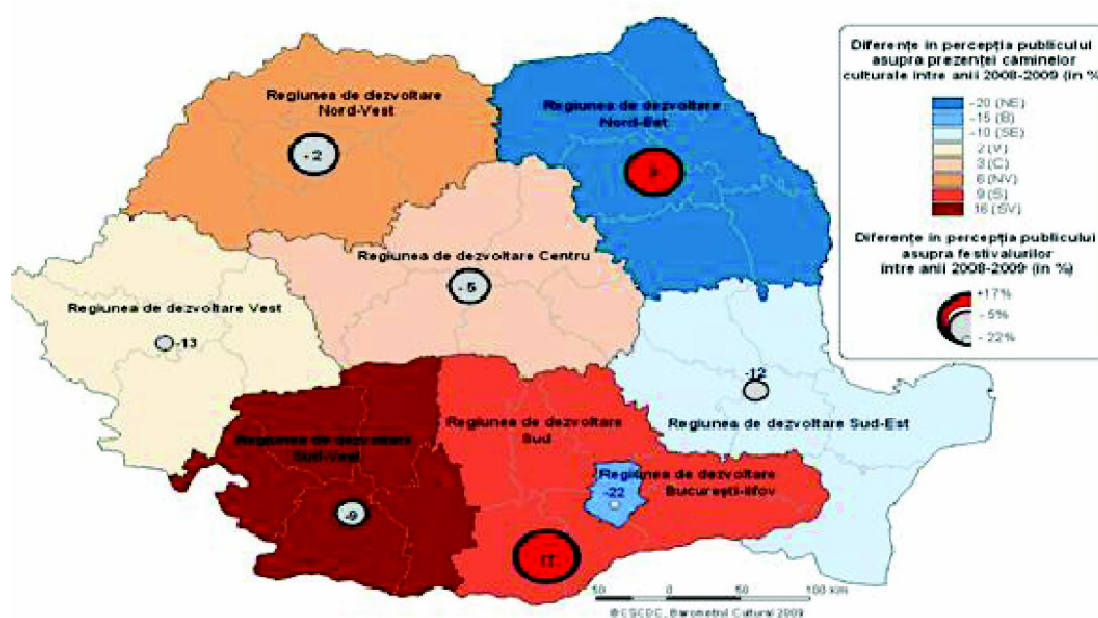 Diferențe in percepția publicului
asupra prezenței căminelor
culturale între anii 2008-2009 (in %
-20 (NE)
-15 (B)
-10 (SE)
2 (V)
3 (C)
6 (NV)
9 (S)
16 (SV)
Diferențe in percepția publicului
asupra festivalurilor
între anii 2008-2009 (in %)
+17%
- 5%
- 22%
Regiunea de dezvoltare
Nord-Vest
-2
Regiunea de dezvoltare
Nord-Est
Regiunea de dezvoltare Centru
-5
Regiunea de dezvoltare Vest
-13
-12
Regiunea de dezvoltare Sud-Est
Regiunea de dezvoltare
Sud-Vest
-9
Regiunea de dezvoltare
Sud
17
Regiunea de dezvoltare
București-Ilfov
-22
50 0 50 100 km
©CSCDC, Barometrul Cultural 2009